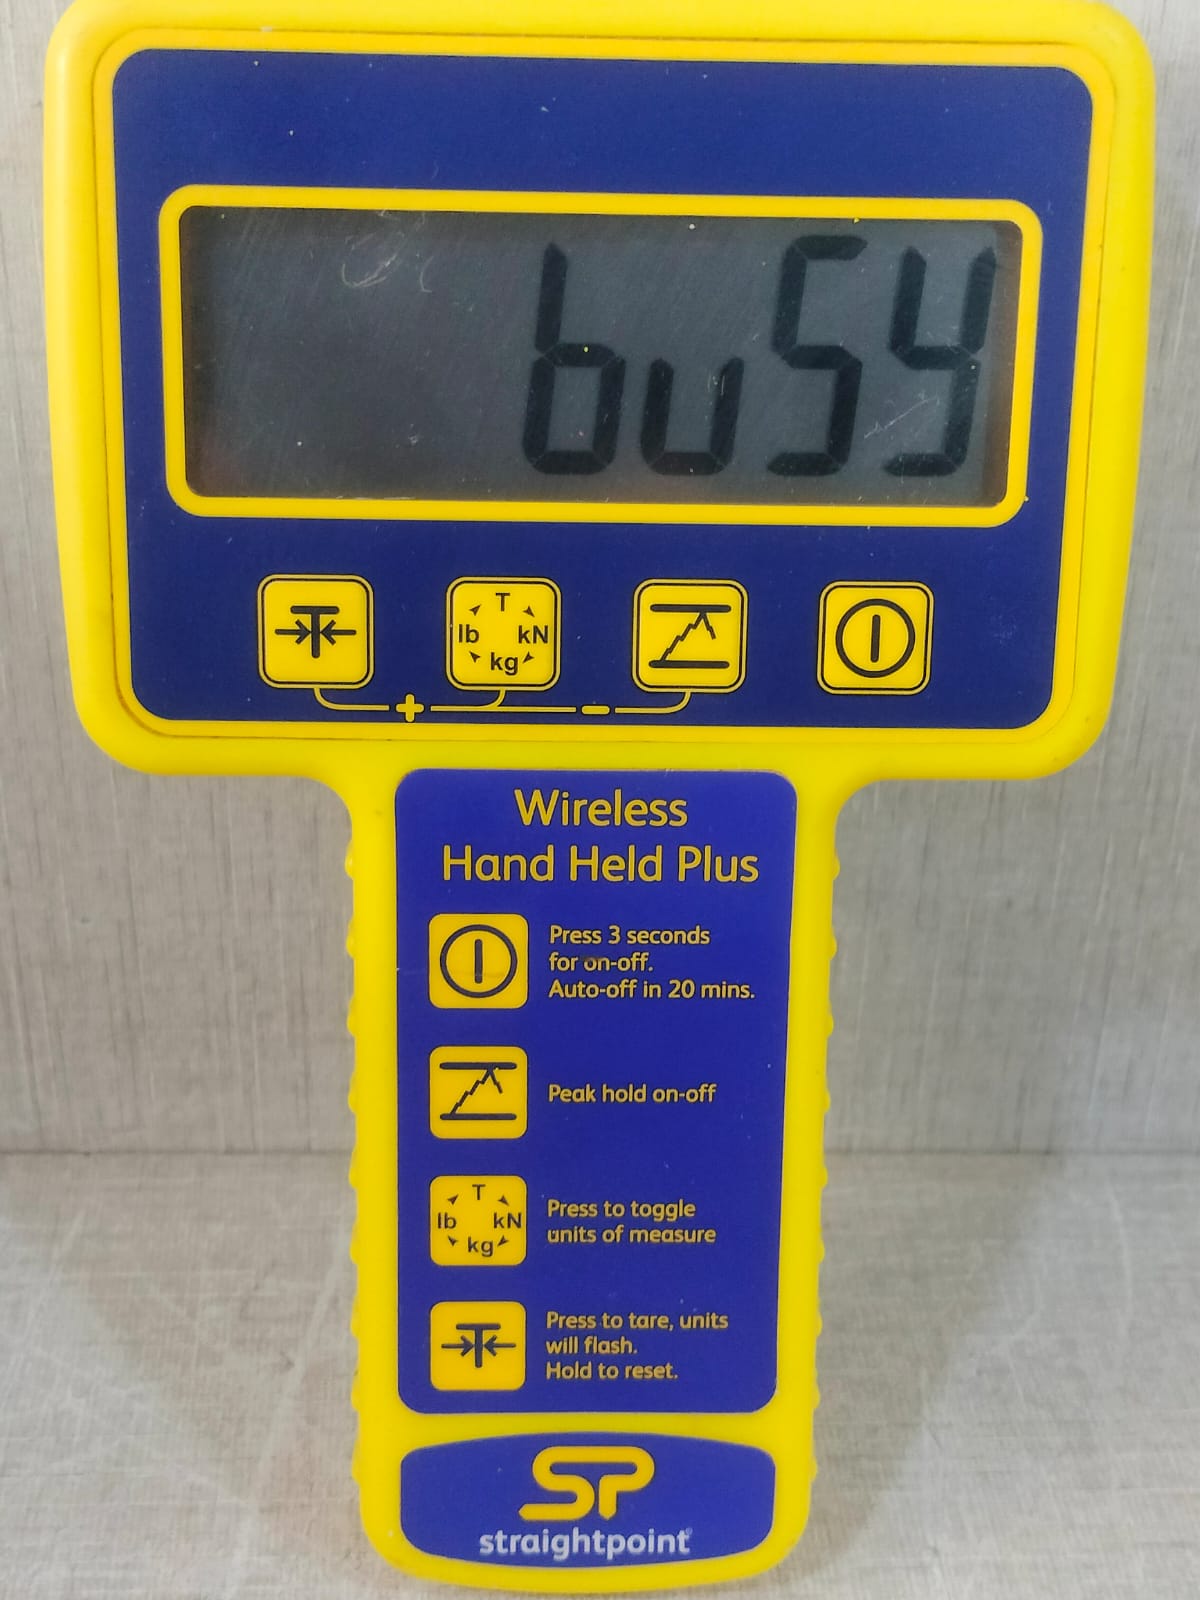 busy
T
lb kN
kg
+ -
Wireless
Hand Held Plus
Press 3 seconds
for on-off.
Auto-off in 20 mins.
Peak hold on-off
T
lb kN
kg
Press to toggle
units of measure
Press to tare, units
will flash.
Hold to reset.
SP
straightpoint®